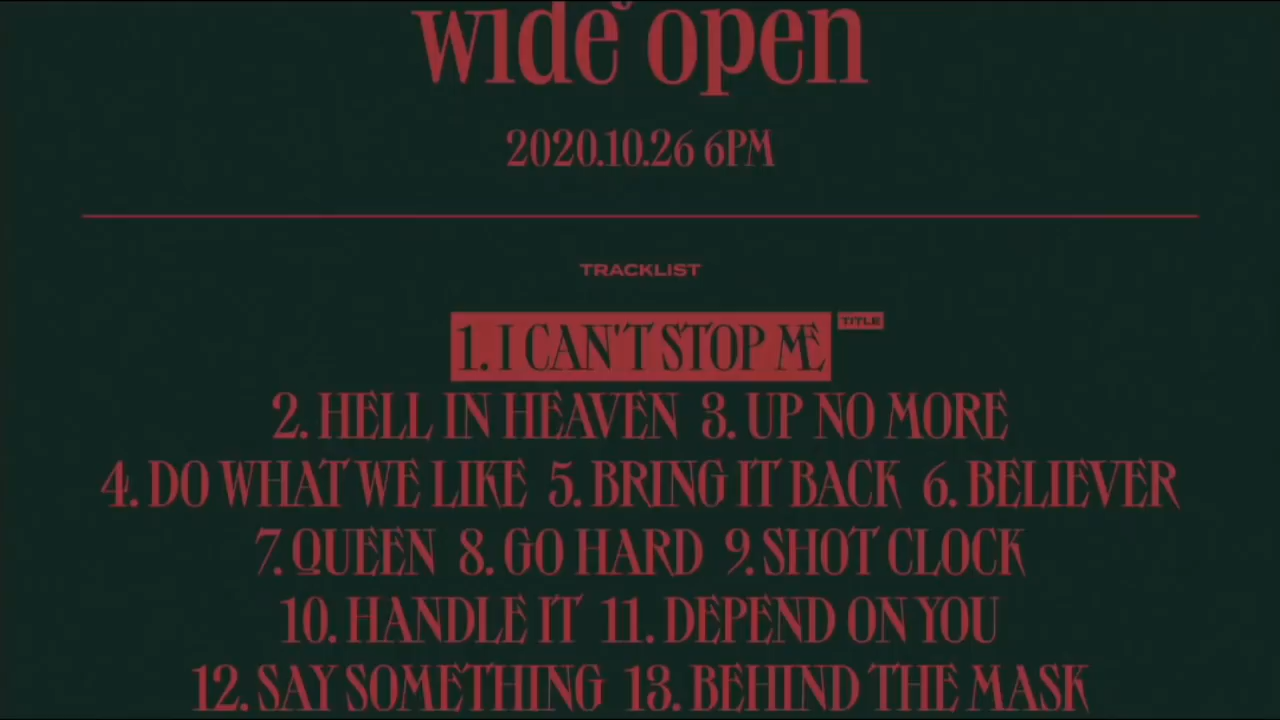 wide open
2020.10.26 6PM
TRACKLIST
1. I CAN'T STOP ME TITLE
2. HELL IN HEAVEN 3. UP NO MORE
4. DO WHAT WE LIKE 5. BRING IT BACK 6. BELIEVER
7. QUEEN 8. GO HARD 9. SHOT CLOCK
10. HANDLE IT 11. DEPEND ON YOU
12. SAY SOMETHING 13. BEHIND THE MASK